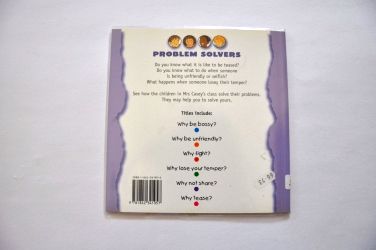 PROBLEM SOLVERS
Do you know what it is like to be teased?
Do you know what to do when someone
is being unfriendly or selfish?
What happens when someone loses their temper?
See how the children in Mrs Casey's class solve their problems.
They may help you to solve yours.
Titles include:
Why be bossy?
Why be unfriendly?
Why fight?
Why lose your temper?
Why not share?
Why tease?